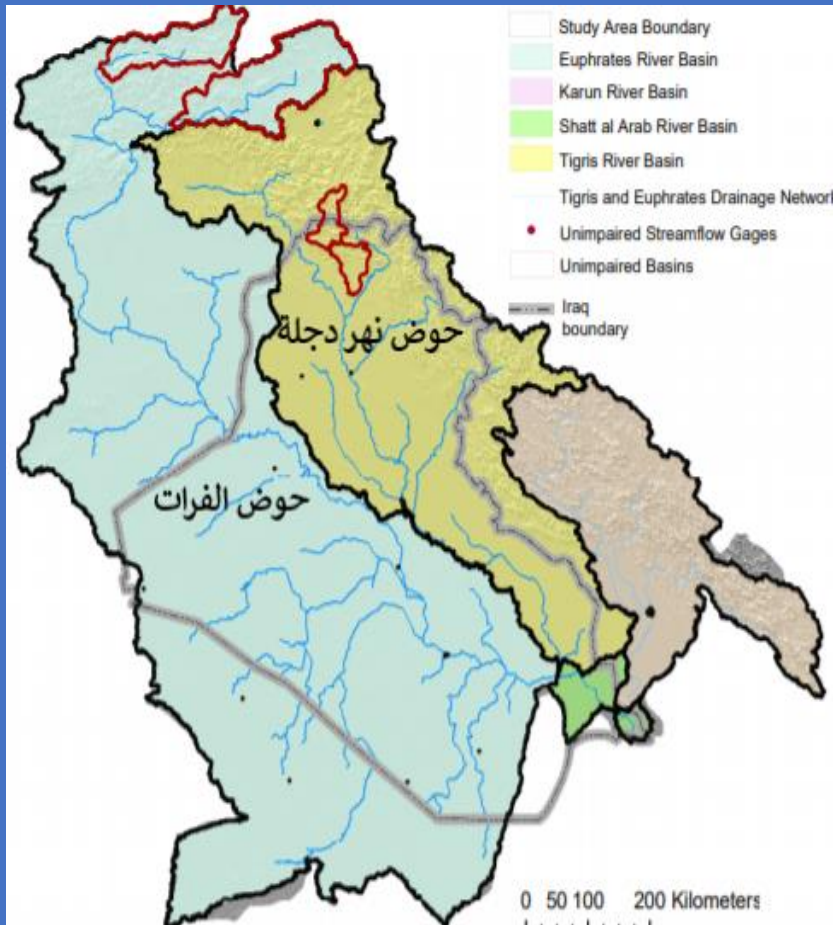 Study Area Boundary
Euphrates River Basin
Karun River Basin
Shatt al Arab River Basin
Tigris River Basin
Tigris and Euphrates Drainage Network
Unimpaired Streamflow Gages
Unimpaired Basins
Iraq
boundary
حوض نهر دجلة
حوض الفرات
0 50 100 200 Kilometers